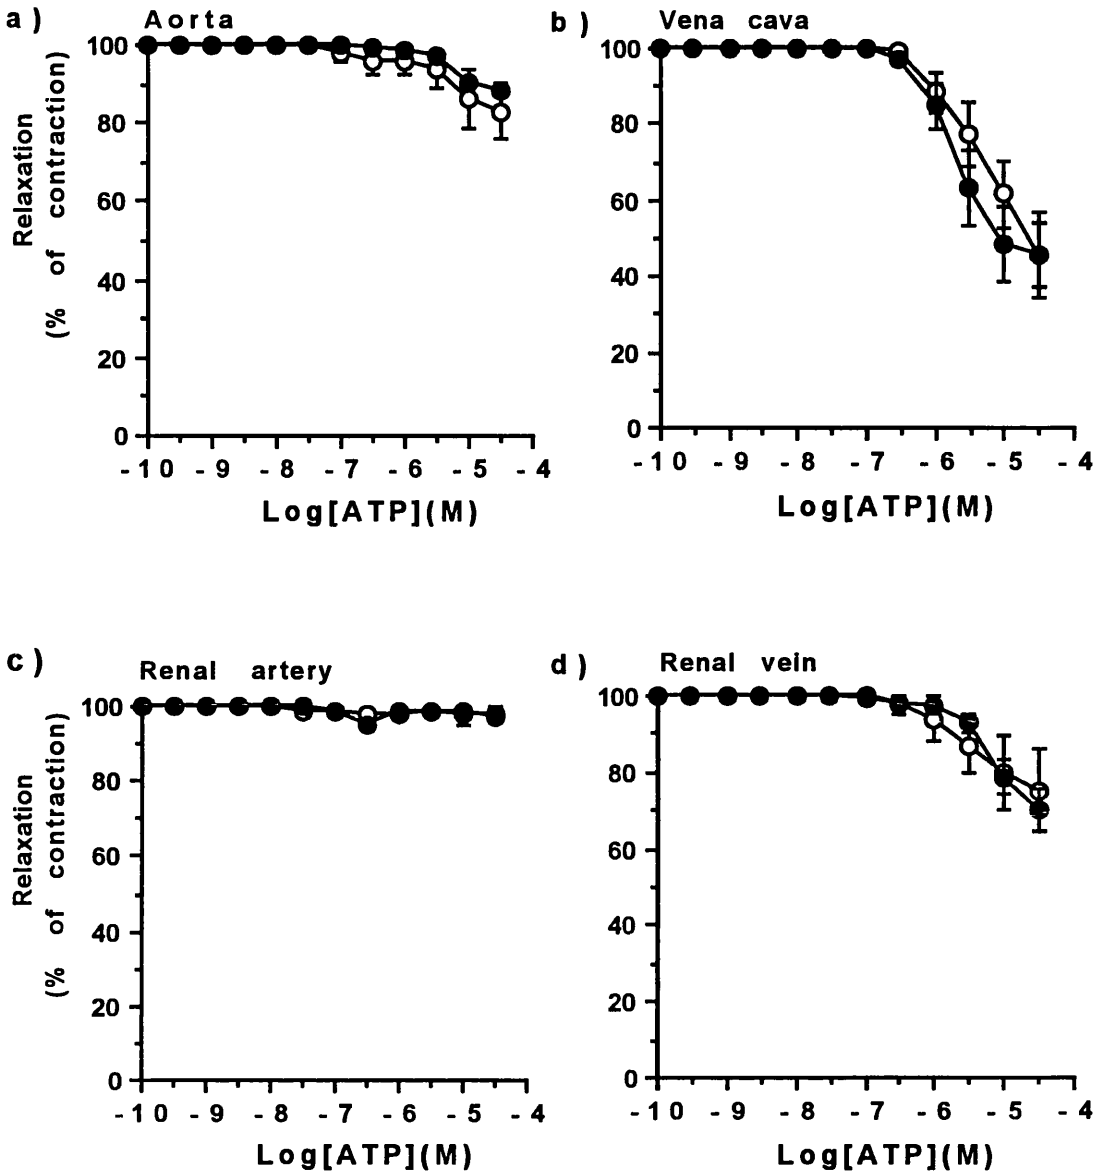 a) Aorta
100
80
60
40
20
0
Relaxation
(% of contraction)
-10 -9 -8 -7 -6 -5 -4
Log[ATP](M)
b) Vena cava
100
80
60
40
20
0
-10 -9 -8 -7 -6 -5 -4
Log[ATP](M)
c) Renal artery
100
80
60
40
20
0
Relaxation
(% of contraction)
-10 -9 -8 -7 -6 -5 -4
Log[ATP](M)
d) Renal vein
100
80
60
40
20
0
-10 -9 -8 -7 -6 -5 -4
Log[ATP](M)